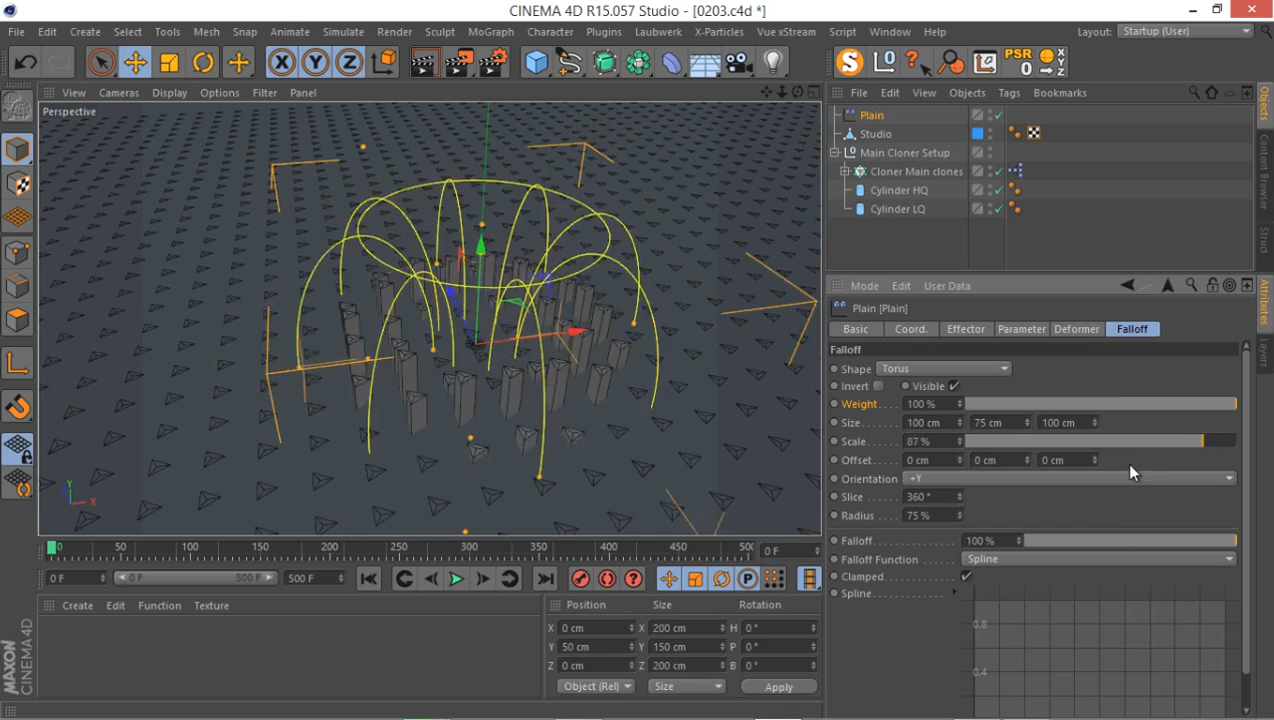 CINEMA 4D R15.057 Studio - [0203.c4d *]
File Edit Create Select Tools Mesh Snap Animate Simulate Render Sculpt MoGraph Character Plugins Laubwerk X-Particles Vue xStream Script Window Help Layout: Startup (User)
X Y Z S L0 ? PSR 0
View Cameras Display Options Filter Panel
File Edit View Objects Tags Bookmarks
Perspective
Plain
Studio
Main Cloner Setup
Cloner Main clones
Cylinder HQ
Cylinder LQ
Objects
Content Browser
Struct
Mode Edit User Data
Plain [Plain]
Basic Coord. Effector Parameter Deformer Falloff
Falloff
Shape Torus
Invert Visible
Weight 100 %
Size 100 cm 75 cm 100 cm
Scale 87 %
Offset 0 cm 0 cm 0 cm
Orientation +Y
Slice 360 °
Radius 75 %
Falloff 100 %
Falloff Function Spline
Clamped
Spline
0.8
0.4
Attributes
Layers
Y
X
0 50 100 150 200 250 300 350 400 450 500 0 F
0 F 0 F 500 F 500 F
P
Create Edit Function Texture
Position Size Rotation
X 0 cm X 200 cm H 0 °
Y 50 cm Y 150 cm P 0 °
Z 0 cm Z 200 cm B 0 °
Object (Rel) Size Apply
MAXON
CINEMA 4D